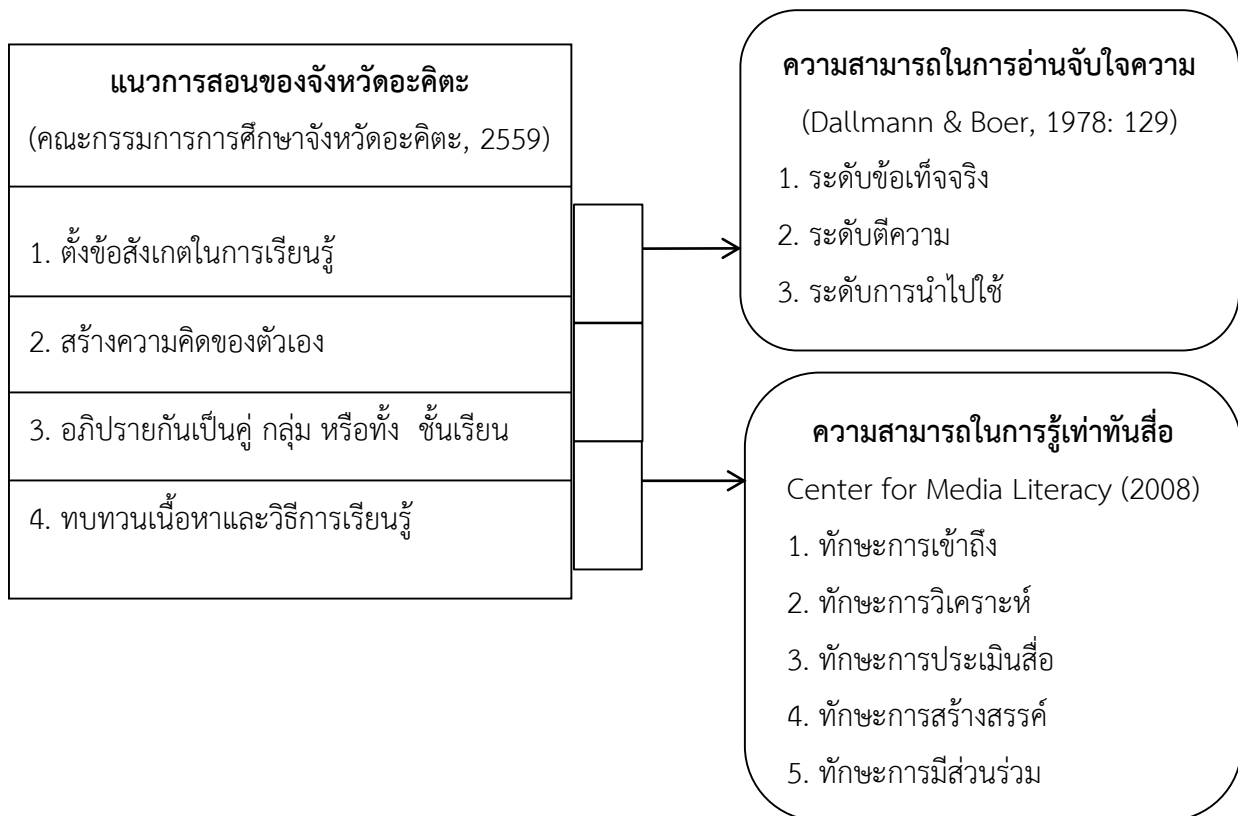 แนวการสอนของจังหวัดอะคิตะ
(คณะกรรมการการศึกษาจังหวัดอะคิตะ, 2559)
1. ตั้งข้อสังเกตในการเรียนรู้
2. สร้างความคิดของตัวเอง
3. อภิปรายกันเป็นคู่ กลุ่ม หรือทั้ง ชั้นเรียน
4. ทบทวนเนื้อหาและวิธีการเรียนรู้
ความสามารถในการอ่านจับใจความ
(Dallmann & Boer, 1978: 129)
1. ระดับข้อเท็จจริง
2. ระดับตีความ
3. ระดับการนำไปใช้
ความสามารถในการรู้เท่าทันสื่อ
Center for Media Literacy (2008)
1. ทักษะการเข้าถึง
2. ทักษะการวิเคราะห์
3. ทักษะการประเมินสื่อ
4. ทักษะการสร้างสรรค์
5. ทักษะการมีส่วนร่วม